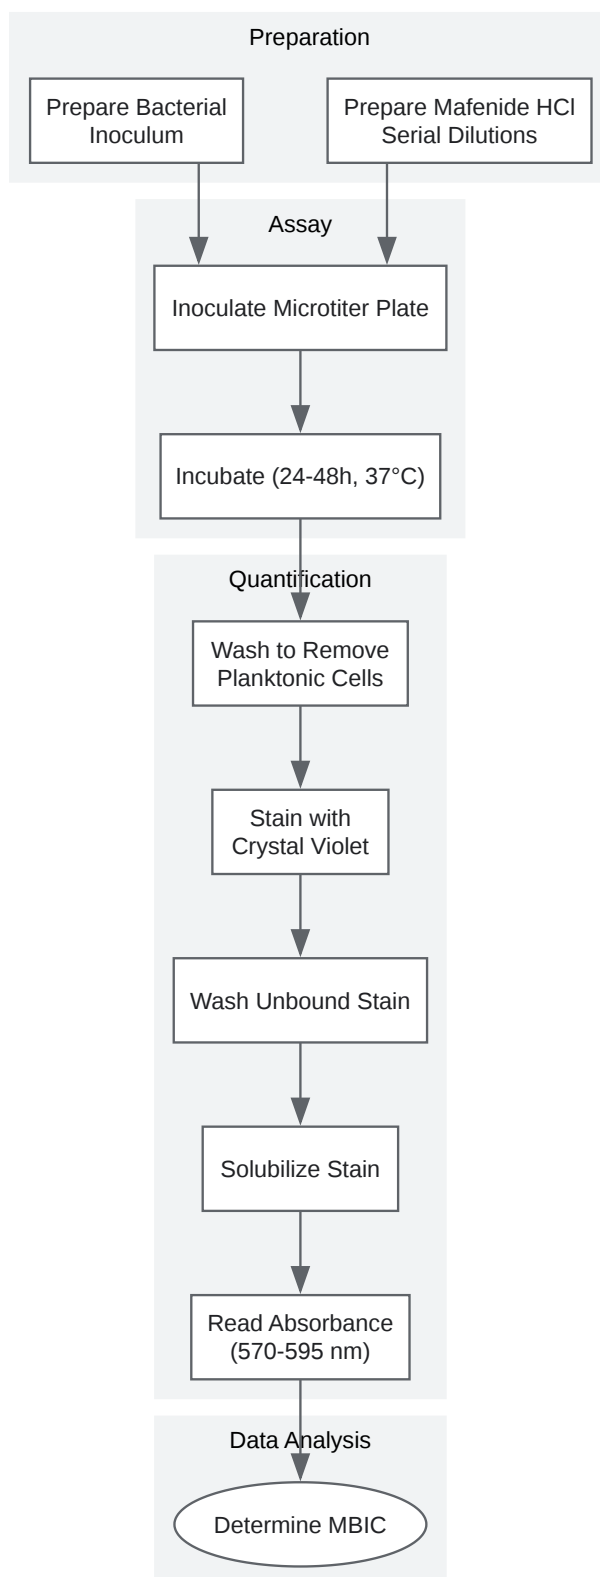 Preparation
Prepare Bacterial
Inoculum
Prepare Mafenide HCl
Serial Dilutions
Assay
Inoculate Microtiter Plate
Incubate (24-48h, 37°C)
Quantification
Wash to Remove
Planktonic Cells
Stain with
Crystal Violet
Wash Unbound Stain
Solubilize Stain
Read Absorbance
(570-595 nm)
Data Analysis
Determine MBIC